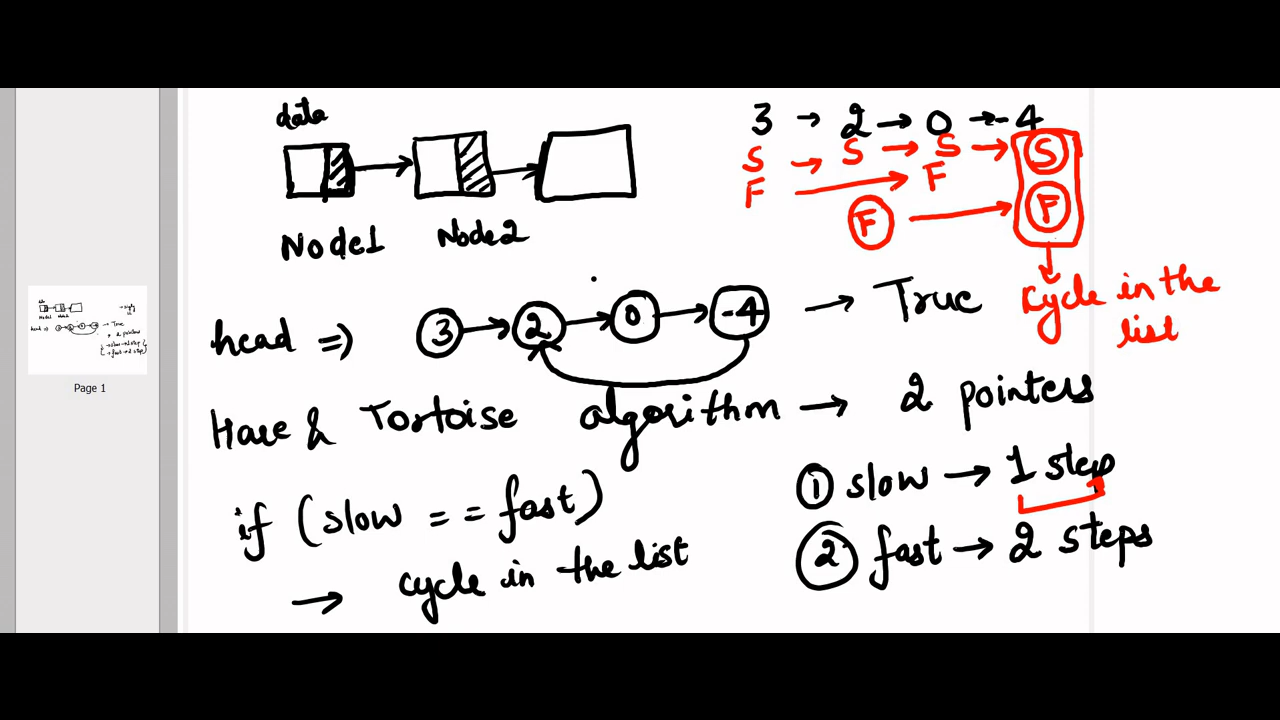 data
Node1 Node2
3 → 2 → 0 → -4
S → S → S → S
F → F
F → F
cycle in the
list
head => 3 → 2 → 0 → -4 → True
Hare & Tortoise algorithm → 2 pointers
① slow → 1 step
② fast → 2 steps
if (slow == fast)
→ cycle in the list
Page 1